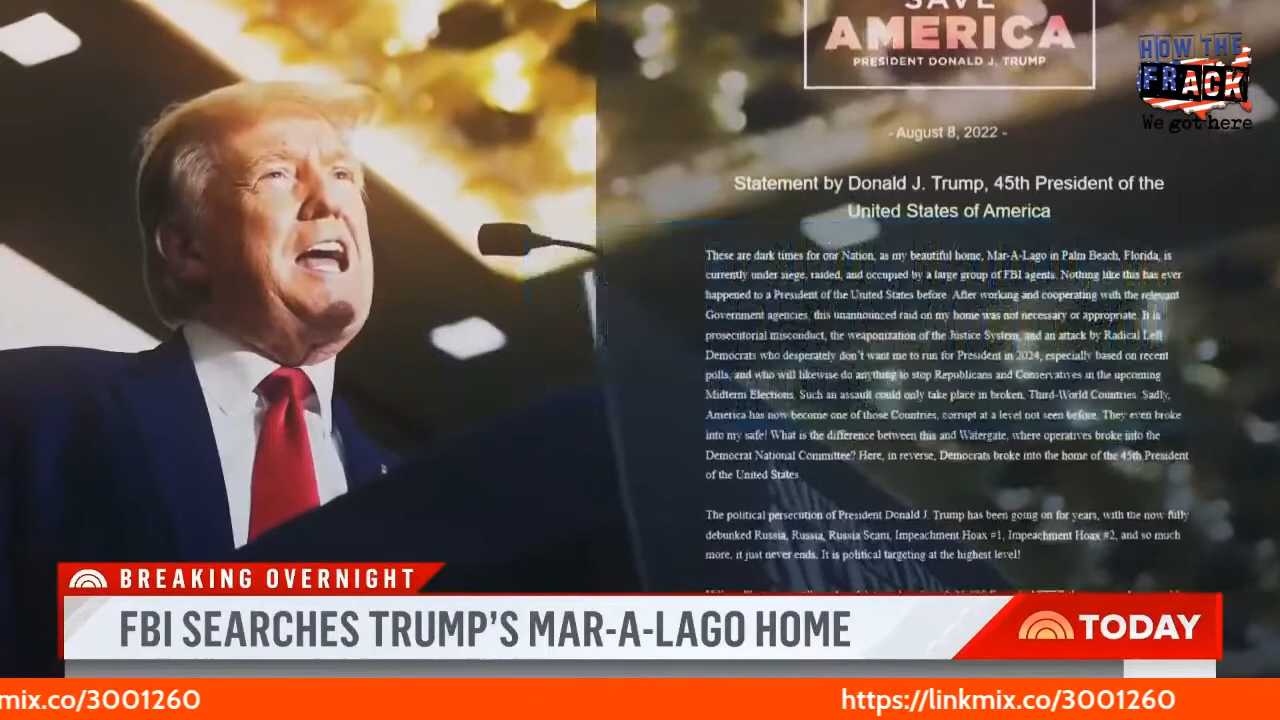 SAVE
AMERICA
PRESIDENT DONALD J. TRUMP
HOW THE
FRACK
We got here
- August 8, 2022 -
Statement by Donald J. Trump, 45th President of the
United States of America
These are dark times for our Nation, as my beautiful home, Mar-A-Lago in Palm Beach, Florida, is
currently under siege, raided, and occupied by a large group of FBI agents. Nothing like this has ever
happened to a President of the United States before. After working and cooperating with the relevant
Government agencies, this unannounced raid on my home was not necessary or appropriate. It is
prosecutorial misconduct, the weaponization of the Justice System, and an attack by Radical Left
Democrats who desperately don't want me to run for President in 2024, especially based on recent
polls, and who will likewise do anything to stop Republicans and Conservatives in the upcoming
Midterm Elections. Such an assault could only take place in broken, Third-World Countries. Sadly,
America has now become one of those Countries, corrupt at a level not seen before. They even broke
into my safe! What is the difference between this and Watergate, where operatives broke into the
Democrat National Committee? Here, in reverse, Democrats broke into the home of the 45th President
of the United States.
The political persecution of President Donald J. Trump has been going on for years, with the now fully
debunked Russia, Russia, Russia Scam, Impeachment Hoax #1, Impeachment Hoax #2, and so much
more, it just never ends. It is political targeting at the highest level!
BREAKING OVERNIGHT
FBI SEARCHES TRUMP'S MAR-A-LAGO HOME
TODAY
mix.co/3001260
https://linkmix.co/3001260